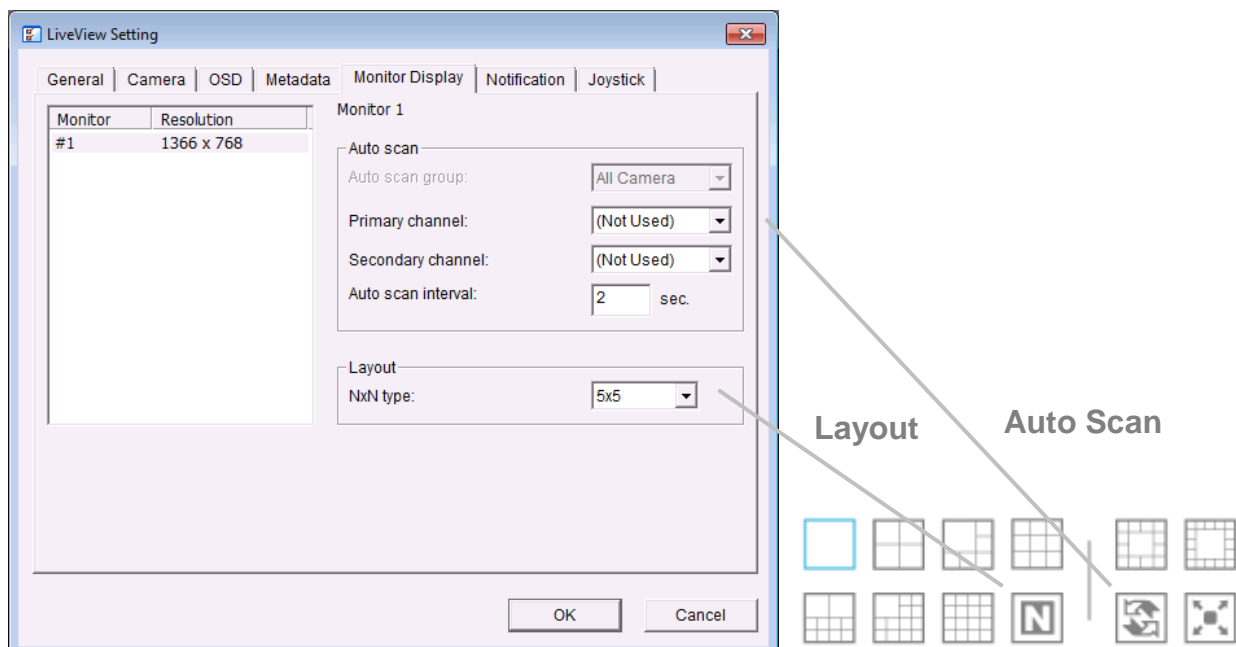 LiveView Setting
General Camera OSD Metadata Monitor Display Notification Joystick
Monitor Resolution
#1 1366 x 768
Monitor 1
Auto scan
Auto scan group: All Camera
Primary channel: (Not Used)
Secondary channel: (Not Used)
Auto scan interval: 2 sec.
Layout
NxN type: 5x5
OK Cancel
Layout
Auto Scan
N